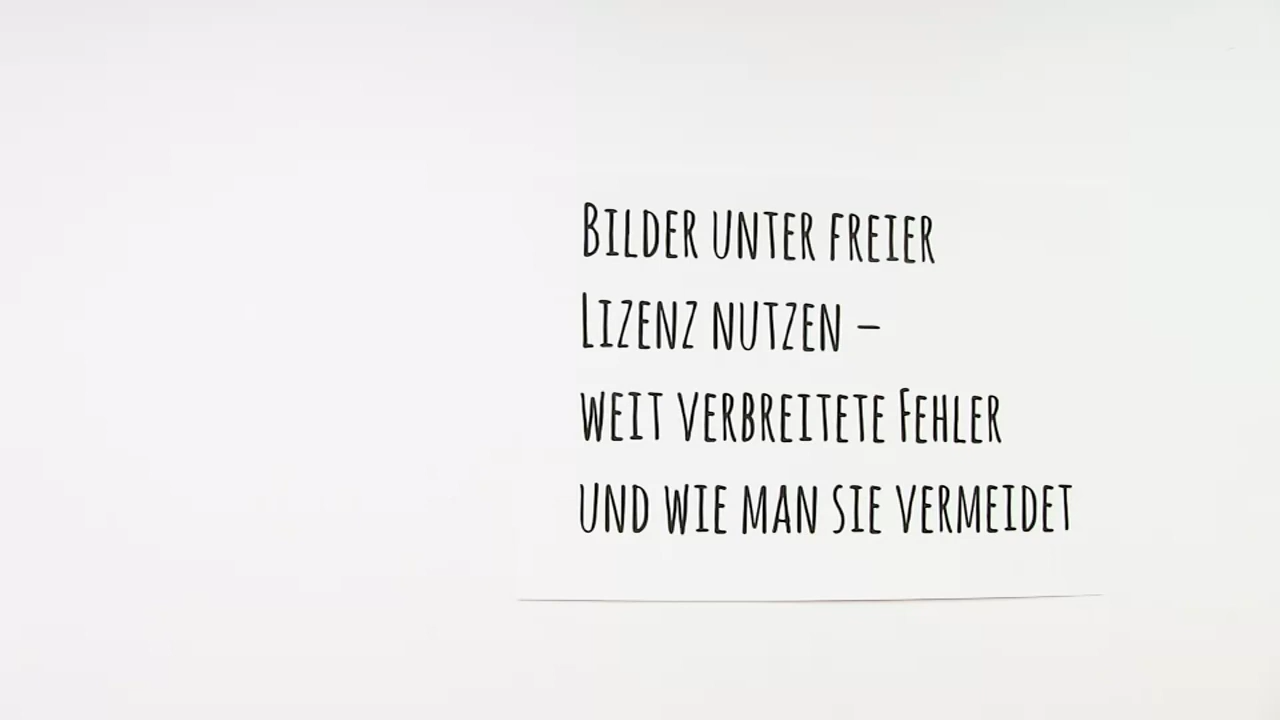 Bilder unter freier
Lizenz nutzen –
weit verbreitete Fehler
und wie man sie vermeidet